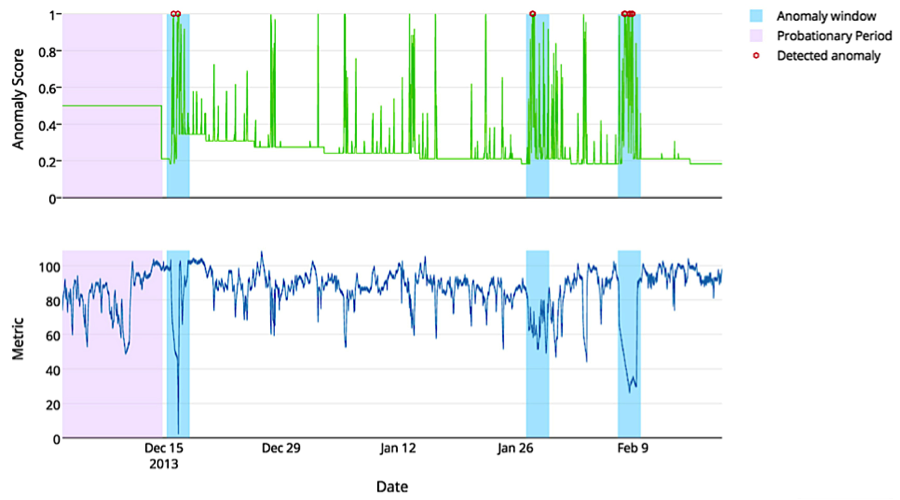 1
0.8
0.6
0.4
0.2
0
Anomaly Score
Anomaly window
Probationary Period
Detected anomaly
100
80
60
40
20
0
Metric
Dec 15 Dec 29 Jan 12 Jan 26 Feb 9
2013
Date